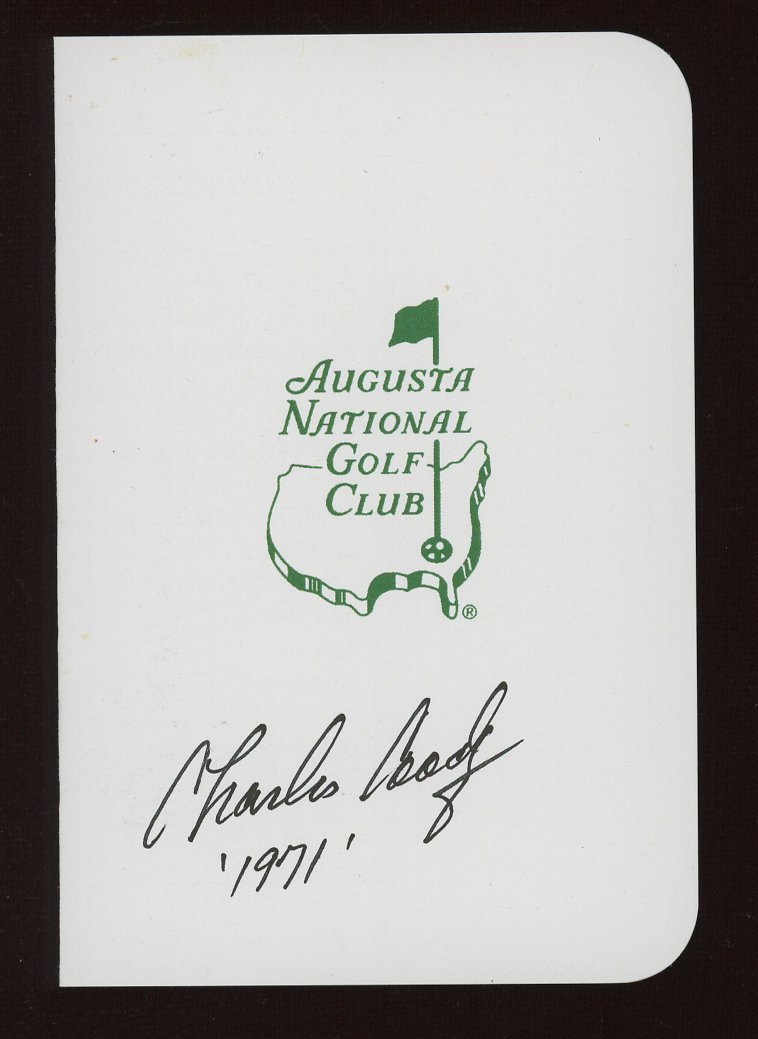 AUGUSTA
NATIONAL
GOLF
CLUB
®
Charles Coody
'1971'